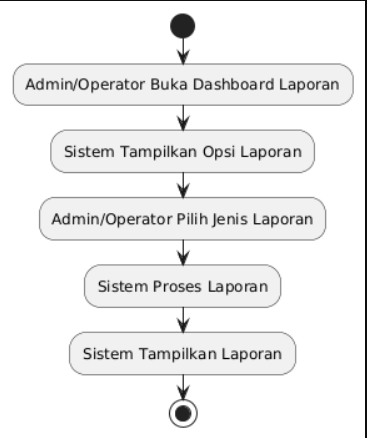 Admin/Operator Buka Dashboard Laporan
Sistem Tampilkan Opsi Laporan
Admin/Operator Pilih Jenis Laporan
Sistem Proses Laporan
Sistem Tampilkan Laporan